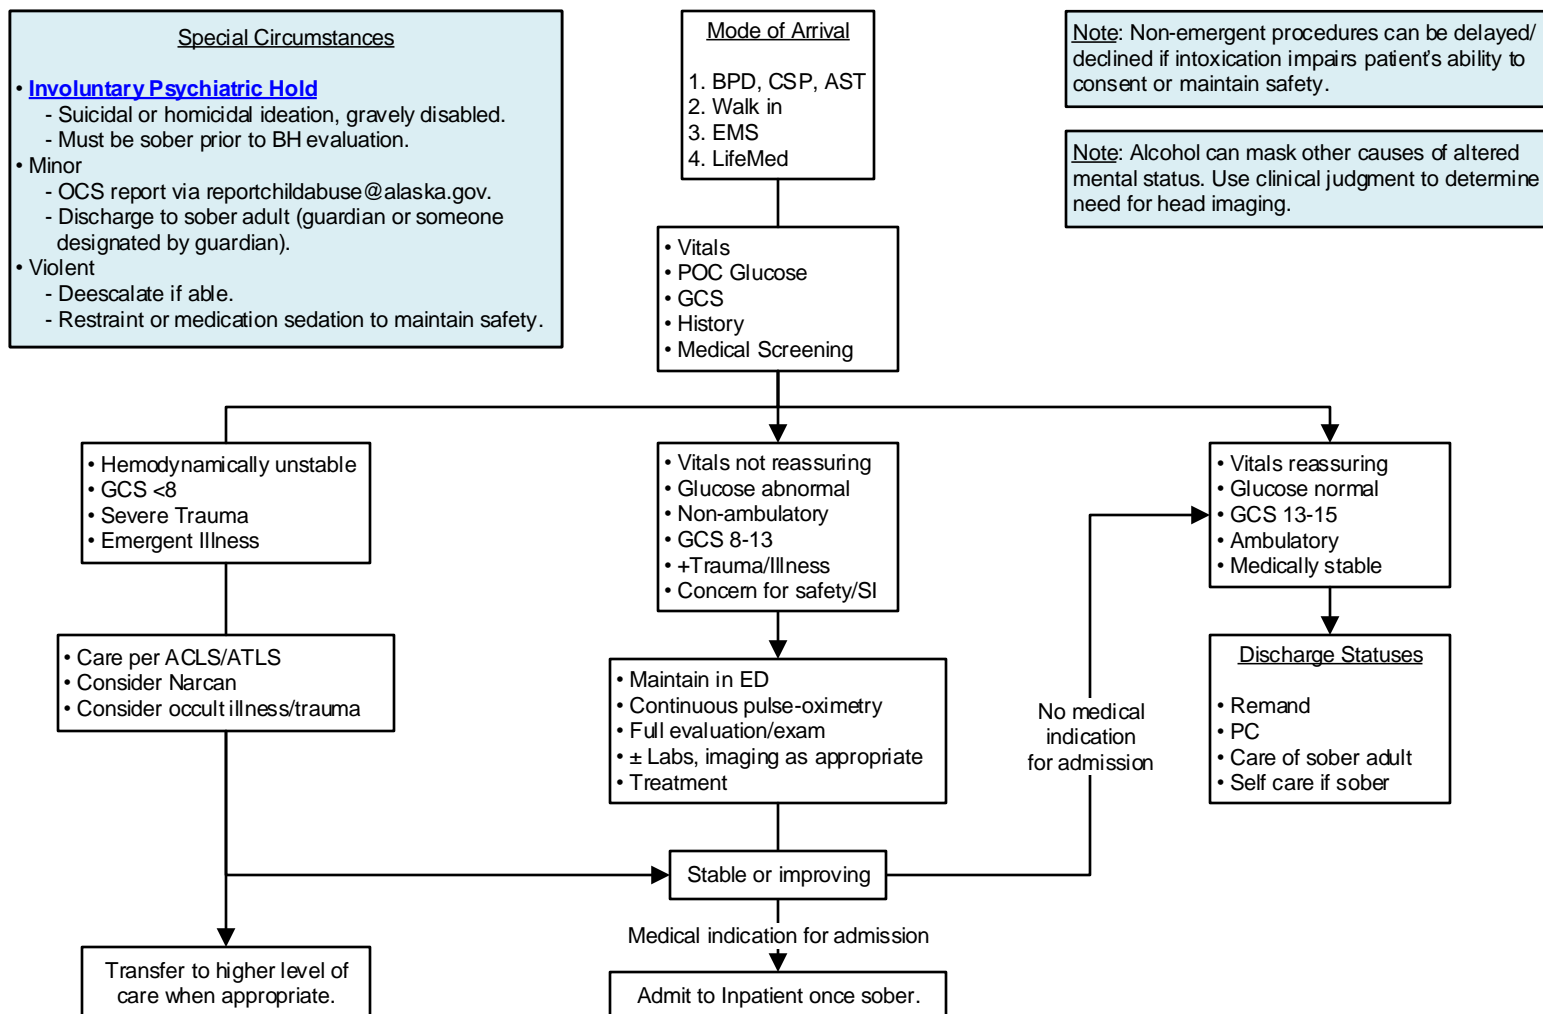 Special Circumstances
• Involuntary Psychiatric Hold
- Suicidal or homicidal ideation, gravely disabled.
- Must be sober prior to BH evaluation.
• Minor
- OCS report via reportchildabuse@alaska.gov.
- Discharge to sober adult (guardian or someone
designated by guardian).
• Violent
- Deescalate if able.
- Restraint or medication sedation to maintain safety.
Mode of Arrival
1. BPD, CSP, AST
2. Walk in
3. EMS
4. LifeMed
Note: Non-emergent procedures can be delayed/
declined if intoxication impairs patient's ability to
consent or maintain safety.
Note: Alcohol can mask other causes of altered
mental status. Use clinical judgment to determine
need for head imaging.
• Vitals
• POC Glucose
• GCS
• History
• Medical Screening
• Hemodynamically unstable
• GCS <8
• Severe Trauma
• Emergent Illness
• Vitals not reassuring
• Glucose abnormal
• Non-ambulatory
• GCS 8-13
• +Trauma/Illness
• Concern for safety/SI
• Vitals reassuring
• Glucose normal
• GCS 13-15
• Ambulatory
• Medically stable
• Care per ACLS/ATLS
• Consider Narcan
• Consider occult illness/trauma
• Maintain in ED
• Continuous pulse-oximetry
• Full evaluation/exam
• ± Labs, imaging as appropriate
• Treatment
No medical
indication
for admission
Discharge Statuses
• Remand
• PC
• Care of sober adult
• Self care if sober
Stable or improving
Medical indication for admission
Transfer to higher level of
care when appropriate.
Admit to Inpatient once sober.